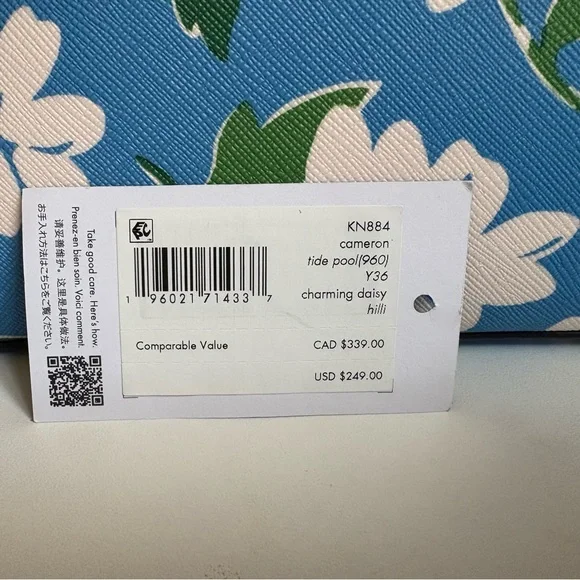 KN884
cameron
tide pool(960)
Y36
charming daisy
hilli
1 96021 71433 7
Comparable Value CAD $339.00
USD $249.00
Take good care. Here's how.
Prenez-en bien soin. Voici comment.
请妥善维护。这里是具体做法。
お手入れ方法はこちらをご覧ください。